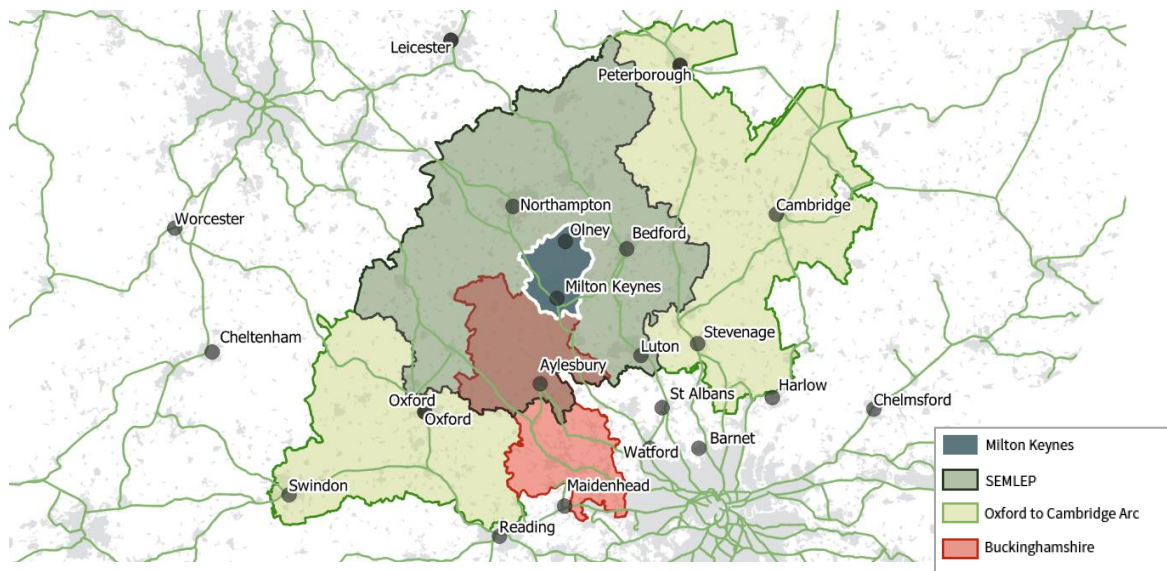 Leicester
Peterborough
Northampton
Cambridge
Worcester
Olney
Bedford
Milton Keynes
Cheltenham
Stevenage
Luton
Aylesbury
Harlow
St Albans
Oxford
Chelmsford
Oxford
Barnet
Watford
Swindon
Maidenhead
Reading
Milton Keynes
SEMLEP
Oxford to Cambridge Arc
Buckinghamshire